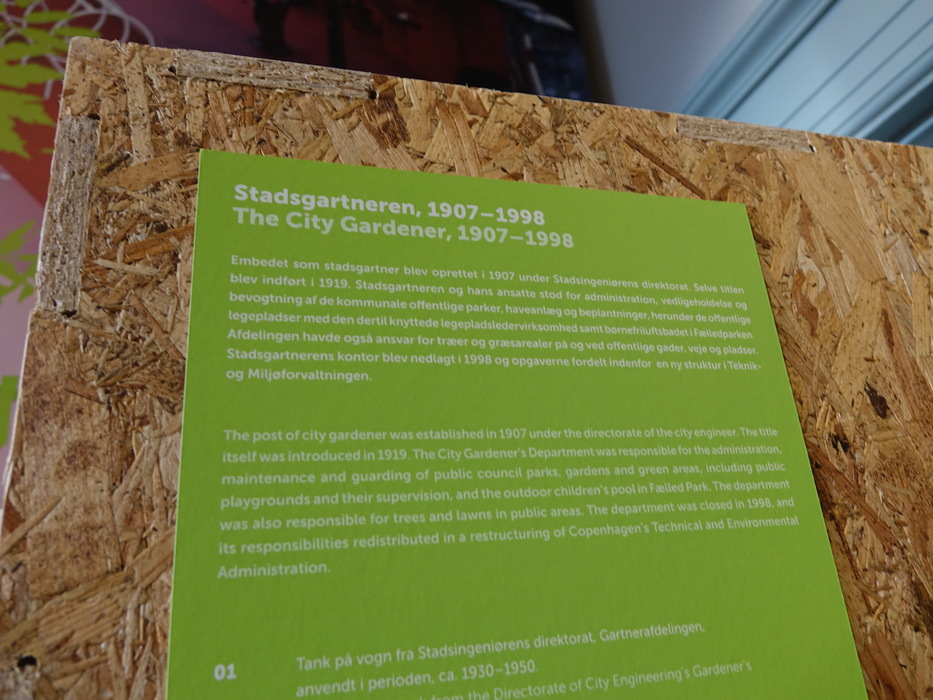 Stadsgartneren, 1907–1998
The City Gardener, 1907–1998
Embedet som stadsgartner blev oprettet i 1907 under Stadsingeniørens direktorat. Selve titlen
blev indført i 1919. Stadsgartneren og hans ansatte stod for administration, vedligeholdelse og
bevogtning af de kommunale offentlige parker, haveanlæg og beplantninger, herunder de offentlige
legepladser med den dertil knyttede legepladsledervirksomhed samt børnefriluftsbadet i Fælledparken.
Afdelingen havde også ansvar for træer og græsarealer på og ved offentlige gader, veje og pladser.
Stadsgartnerens kontor blev nedlagt i 1998 og opgaverne fordelt indenfor en ny struktur i Teknik-
og Miljøforvaltningen.
The post of city gardener was established in 1907 under the directorate of the city engineer. The title
itself was introduced in 1919. The City Gardener's Department was responsible for the administration,
maintenance and guarding of public council parks, gardens and green areas, including public
playgrounds and their supervision, and the outdoor children's pool in Fælled Park. The department
was also responsible for trees and lawns in public areas. The department was closed in 1998, and
its responsibilities redistributed in a restructuring of Copenhagen's Technical and Environmental
Administration.
01 Tank på vogn fra Stadsingeniørens direktorat, Gartnerafdelingen,
anvendt i perioden, ca. 1930–1950.
from the Directorate of City Engineering's Gardener's